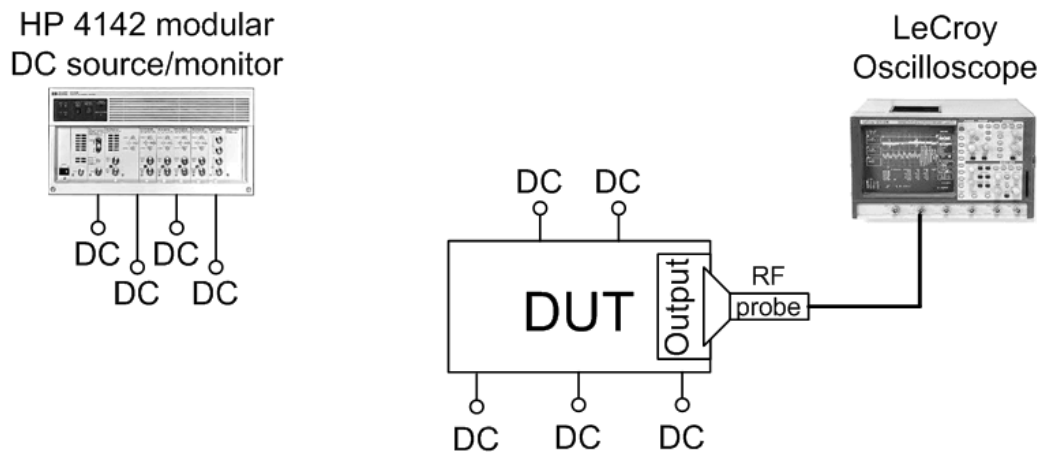 HP 4142 modular
DC source/monitor
LeCroy
Oscilloscope
DC
DC
DC
DC
DC
DC
DUT
Output
RF
probe
DC
DC
DC